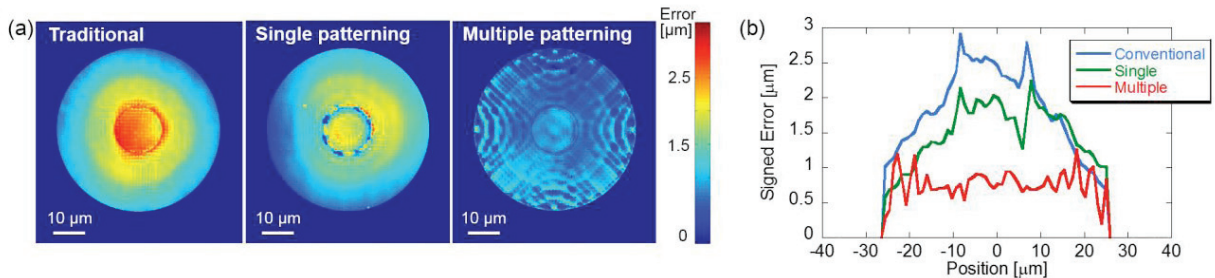 (a)
Traditional
Single patterning
Multiple patterning
10 µm
10 µm
10 µm
Error
[µm]
2.5
1.5
0
(b)
Signed Error [µm]
3
2.5
2
1.5
1
0.5
0
-40 -30 -20 -10 0 10 20 30 40
Position [µm]
Conventional
Single
Multiple